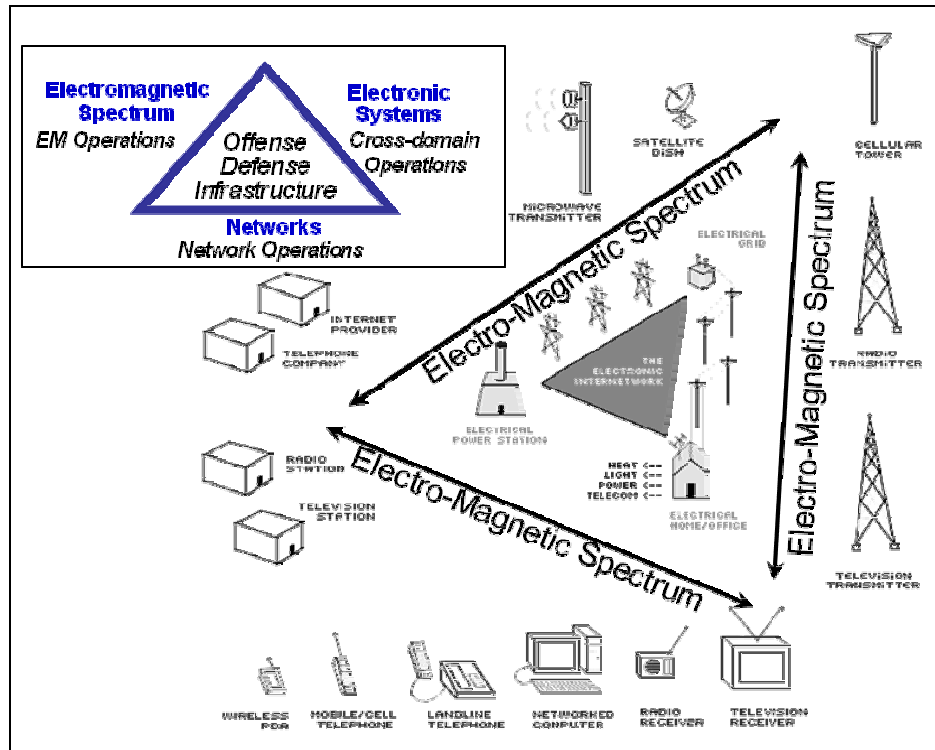 Electromagnetic
Spectrum
EM Operations
Electronic
Systems
Cross-domain
Operations
Offense
Defense
Infrastructure
Networks
Network Operations
MICROWAVE
TRANSMITTER
SATELLITE
DISH
CELLULAR
TOWER
Electro-Magnetic Spectrum
ELECTRICAL
GRID
INTERNET
PROVIDER
TELEPHONE
COMPANY
THE
ELECTRONIC
INTERNETWORK
RADIO
TRANSMITTER
Electro-Magnetic Spectrum
ELECTRICAL
POWER STATION
RADIO
STATION
TELEVISION
STATION
HEAT <--
LIGHT <--
POWER <--
TELECOM <--
ELECTRICAL
HOME/OFFICE
Electro-Magnetic Spectrum
TELEVISION
TRANSMITTER
WIRELESS
PDA
MOBILE/CELL
TELEPHONE
LANDLINE
TELEPHONE
NETWORKED
COMPUTER
RADIO
RECEIVER
TELEVISION
RECEIVER